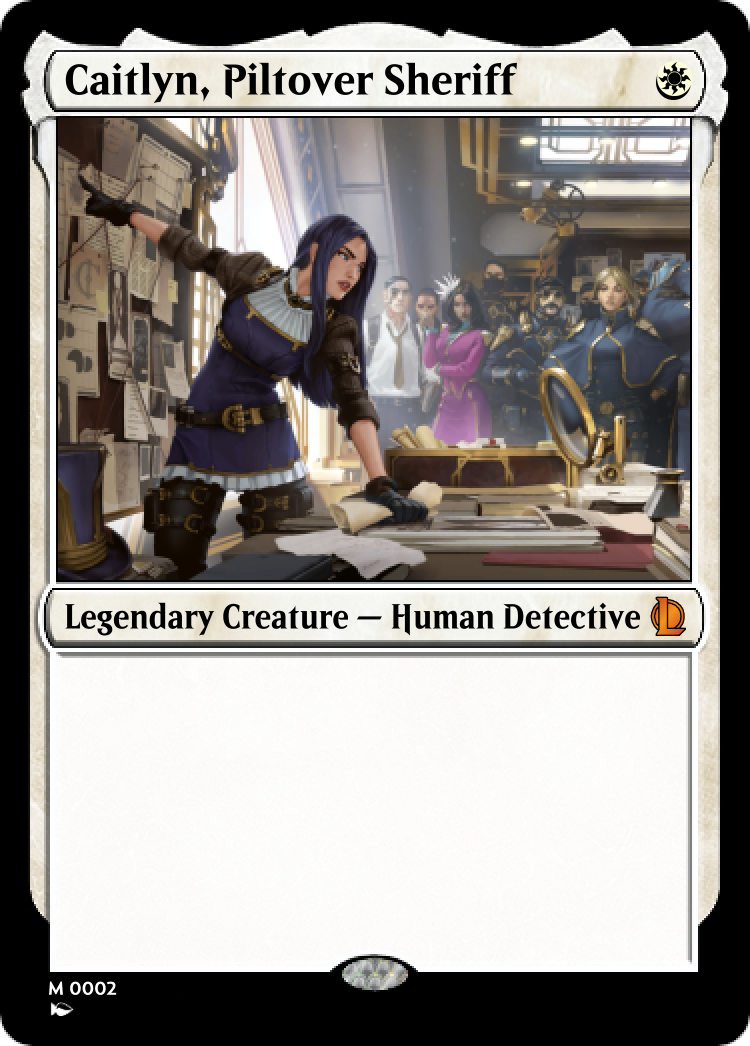 Caitlyn, Piltover Sheriff
Legendary Creature — Human Detective
M 0002